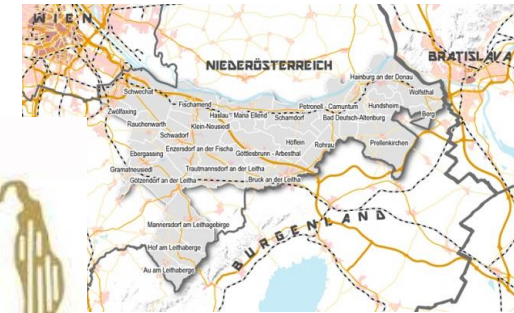 WIEN
NIEDERÖSTERREICH
BRATISLAVA
Hainburg an der Donau
Wolfsthal
Schwechat
Fischamend
Petronell - Carnuntum
Hundsheim
Zwölfaxing
Haslau - Maria Ellend
Scharndorf
Bad Deutsch-Altenburg
Berg
Rauchenwarth
Klein-Neusiedl
Schwadorf
Höflein
Rohrau
Prellenkirchen
Ebergassing
Enzersdorf an der Fischa
Göttlesbrunn - Arbesthal
Gramatneusiedl
Trautmannsdorf an der Leitha
Götzendorf an der Leitha
Bruck an der Leitha
Mannersdorf am Leithagebirge
Hof am Leithaberge
Au am Leithaberge
BURGENLAND